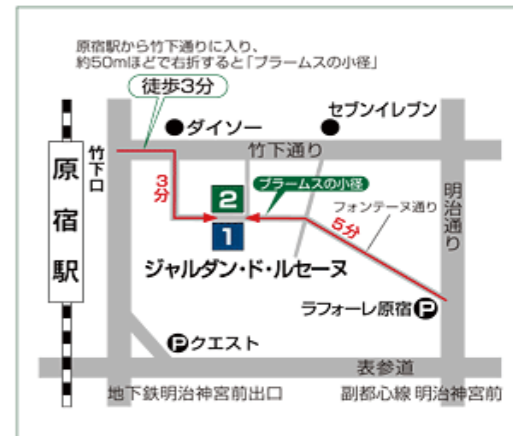 原宿駅から竹下通りに入り、
約50mほどで右折すると「ブラームスの小径」
徒歩3分
セブンイレブン
ダイソー
竹下口
竹下通り
原宿駅
3分
2
ブラームスの小径
フォンテーヌ通り
明治通り
1
5分
ジャルダン・ド・ルセーヌ
ラフォーレ原宿P
Pクエスト
表参道
地下鉄明治神宮前出口
副都心線 明治神宮前